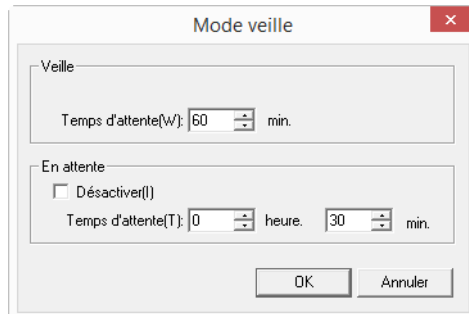 Mode veille
Veille
Temps d'attente(W): 60 min.
En attente
Désactiver(I)
Temps d'attente(T): 0 heure. 30 min.
OK Annuler